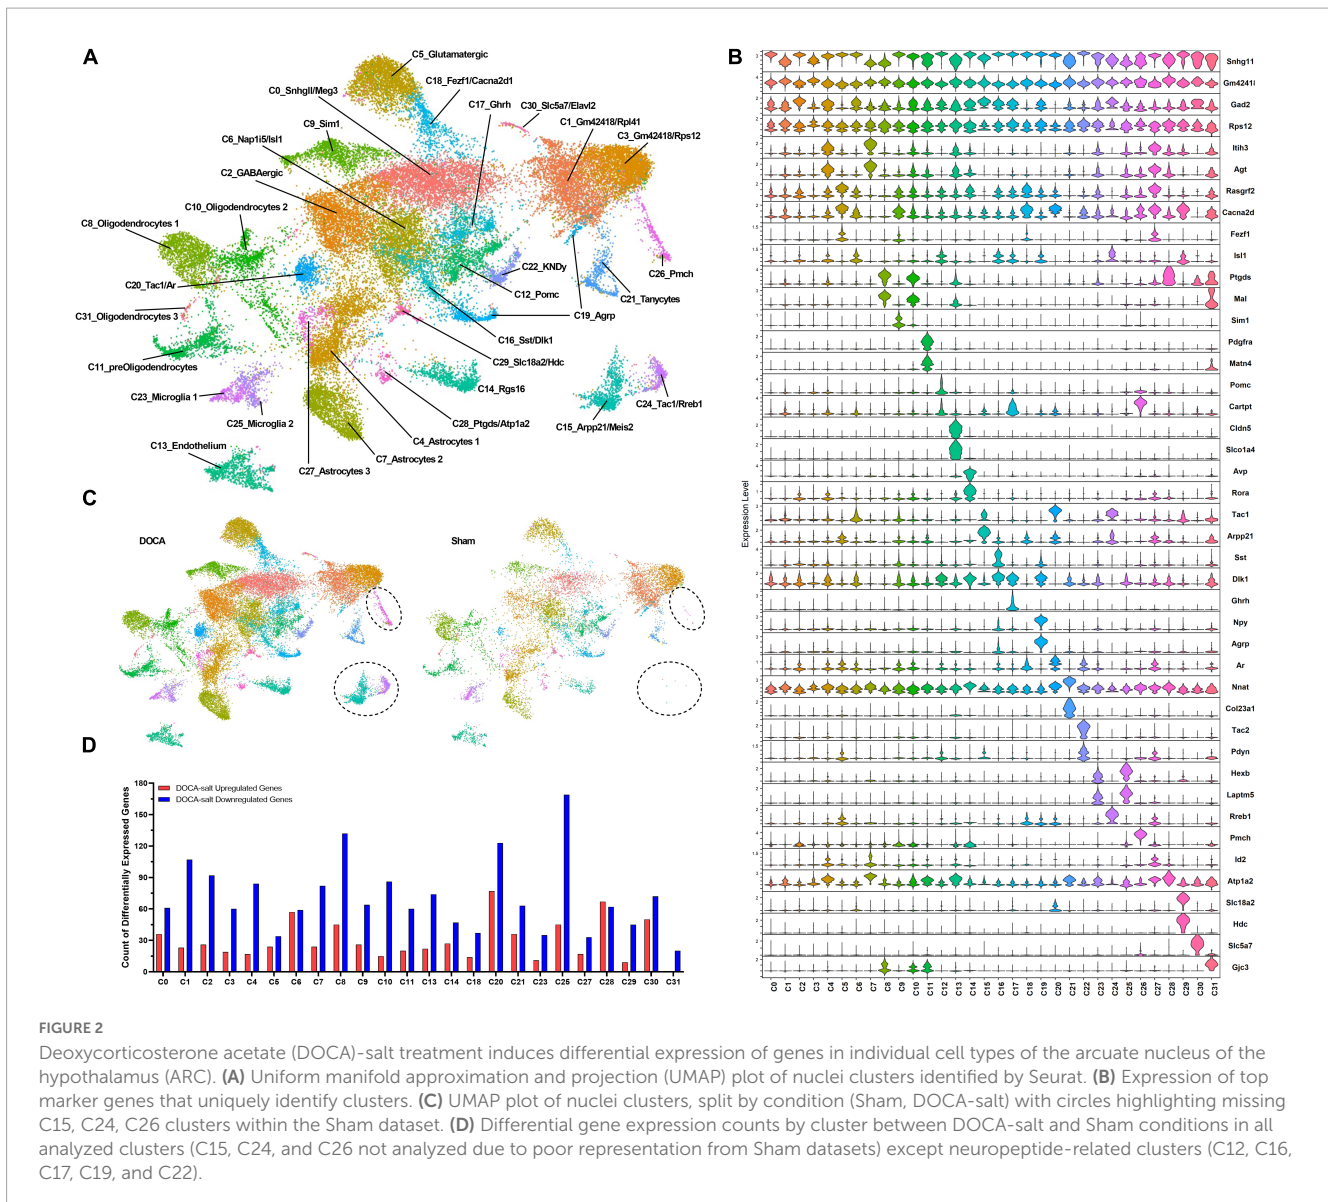 A
C5_Glutamatergic
C18_Fezf1/Cacna2d1
C0_Snhgll/Meg3
C17_Ghrh
C30_Slc5a7/Elavl2
C9_Sim1
C1_Gm42418/Rpl41
C6_Nap1i5/Isl1
C3_Gm42418/Rps12
C2_GABAergic
C10_Oligodendrocytes 2
C8_Oligodendrocytes 1
C22_KNDy
C26_Pmch
C20_Tac1/Ar
C12_Pomc
C21_Tanycytes
C31_Oligodendrocytes 3
C19_Agrp
C16_Sst/Dlk1
C11_preOligodendrocytes
C29_Slc18a2/Hdc
C14_Rgs16
C23_Microglia 1
C24_Tac1/Rreb1
C25_Microglia 2
C28_Ptgds/Atp1a2
C15_Arpp21/Meis2
C13_Endothelium
C4_Astrocytes 1
C7_Astrocytes 2
C27_Astrocytes 3
B
Expression Level
Snhg11
Gm4241
Gad2
Rps12
Itih3
Agt
Rasgrf2
Cacna2d
Fezf1
Isl1
Ptgds
Mal
Sim1
Pdgfra
Matn4
Pomc
Cartpt
Cldn5
Slco1a4
Avp
Rora
Tac1
Arpp21
Sst
Dlk1
Ghrh
Npy
Agrp
Ar
Nnat
Col23a1
Tac2
Pdyn
Hexb
Laptm5
Rreb1
Pmch
Id2
Atp1a2
Slc18a2
Hdc
Slc5a7
Gjc3
C0 C1 C2 C3 C4 C5 C6 C7 C8 C9 C10 C11 C12 C13 C14 C15 C16 C17 C18 C19 C20 C21 C22 C23 C24 C25 C26 C27 C28 C29 C30 C31
C
DOCA
Sham
D
Count of Differentially Expressed Genes
180
150
120
90
60
30
0
DOCA-salt Upregulated Genes
DOCA-salt Downregulated Genes
C0 C1 C2 C3 C4 C5 C6 C7 C8 C9 C10 C11 C13 C14 C18 C20 C21 C23 C25 C27 C28 C29 C30 C31
FIGURE 2
Deoxycorticosterone acetate (DOCA)-salt treatment induces differential expression of genes in individual cell types of the arcuate nucleus of the
hypothalamus (ARC). (A) Uniform manifold approximation and projection (UMAP) plot of nuclei clusters identified by Seurat. (B) Expression of top
marker genes that uniquely identify clusters. (C) UMAP plot of nuclei clusters, split by condition (Sham, DOCA-salt) with circles highlighting missing
C15, C24, C26 clusters within the Sham dataset. (D) Differential gene expression counts by cluster between DOCA-salt and Sham conditions in all
analyzed clusters (C15, C24, and C26 not analyzed due to poor representation from Sham datasets) except neuropeptide-related clusters (C12, C16,
C17, C19, and C22).